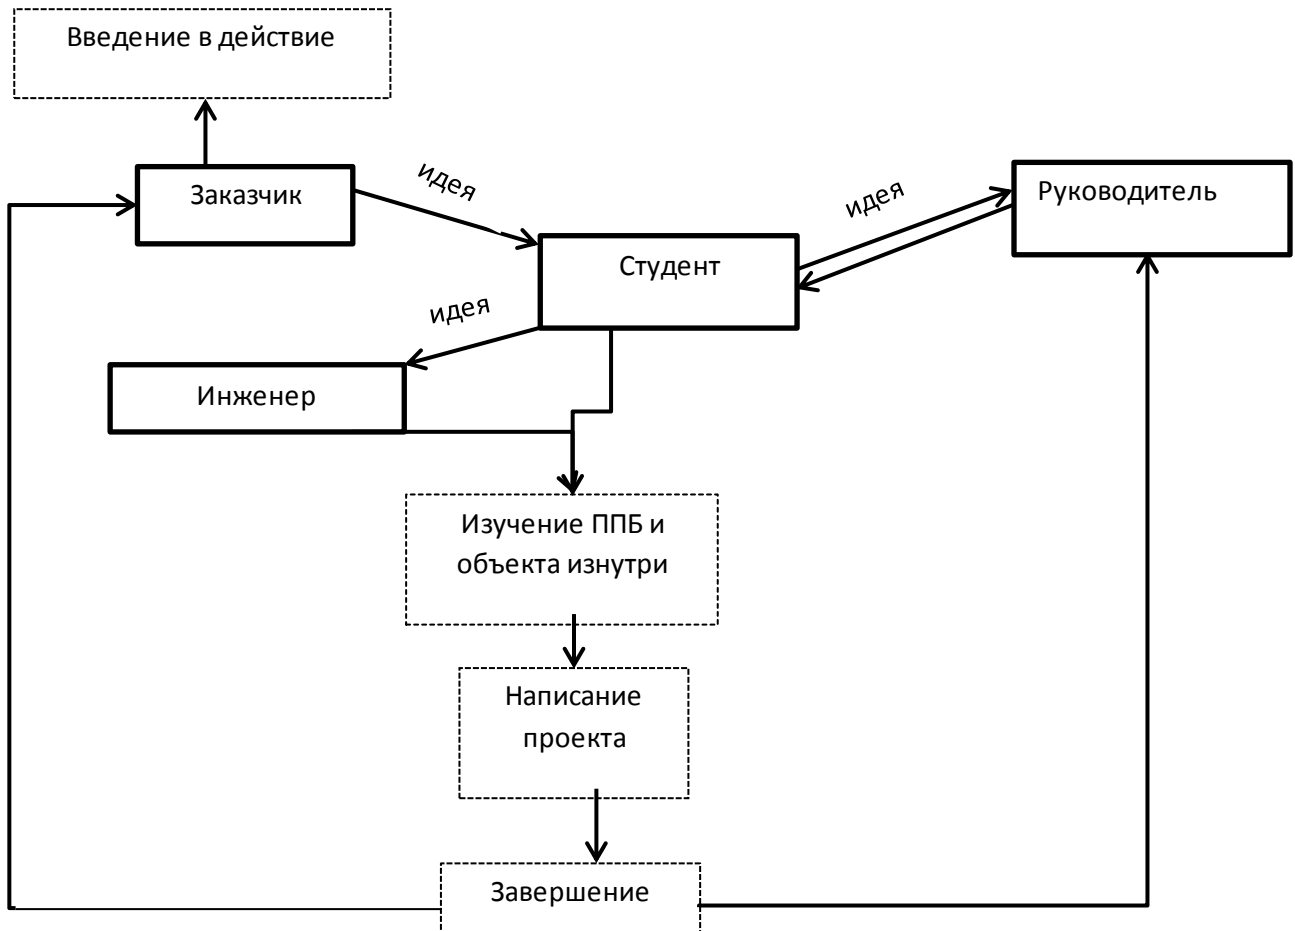 Введение в действие
Заказчик
идея
идея
Руководитель
Студент
идея
Инженер
Изучение ППБ и
объекта изнутри
Написание
проекта
Завершение